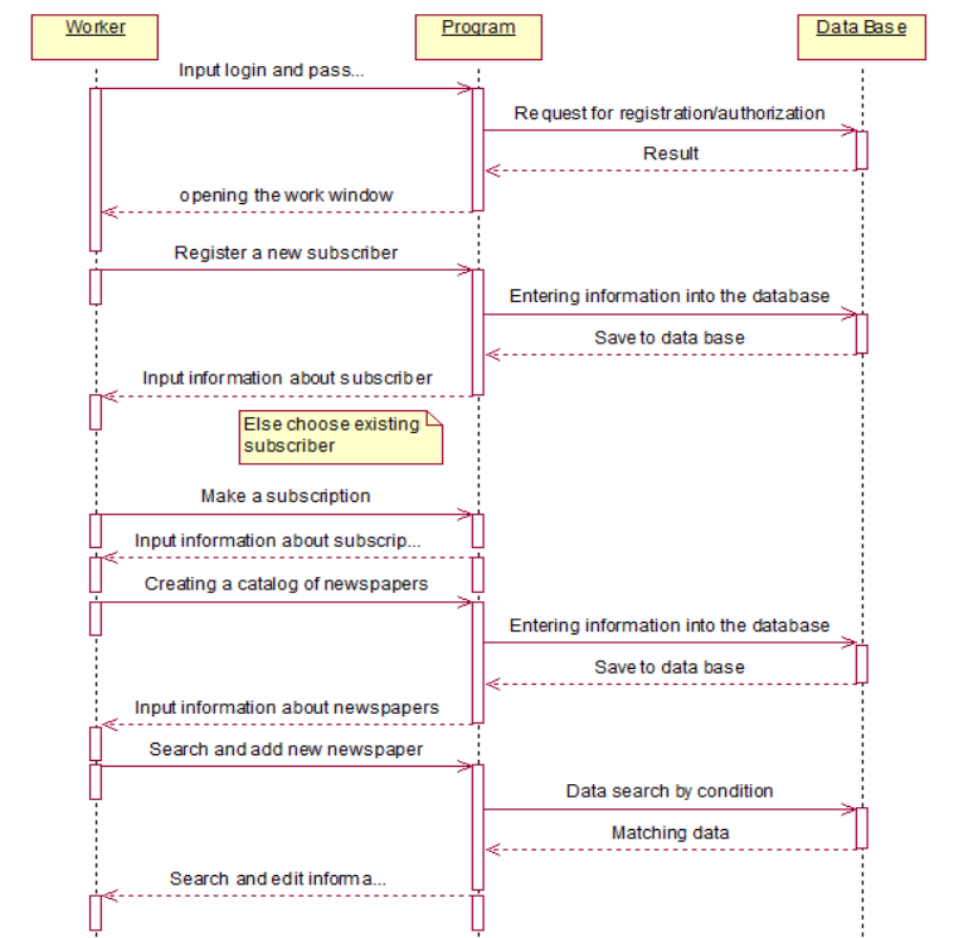 Worker
Program
Data Base
Input login and pass...
Request for registration/authorization
Result
opening the work window
Register a new subscriber
Entering information into the database
Save to data base
Input information about subscriber
Else choose existing
subscriber
Make a subscription
Input information about subscrip...
Creating a catalog of newspapers
Entering information into the database
Save to data base
Input information about newspapers
Search and add new newspaper
Data search by condition
Matching data
Search and edit informa...